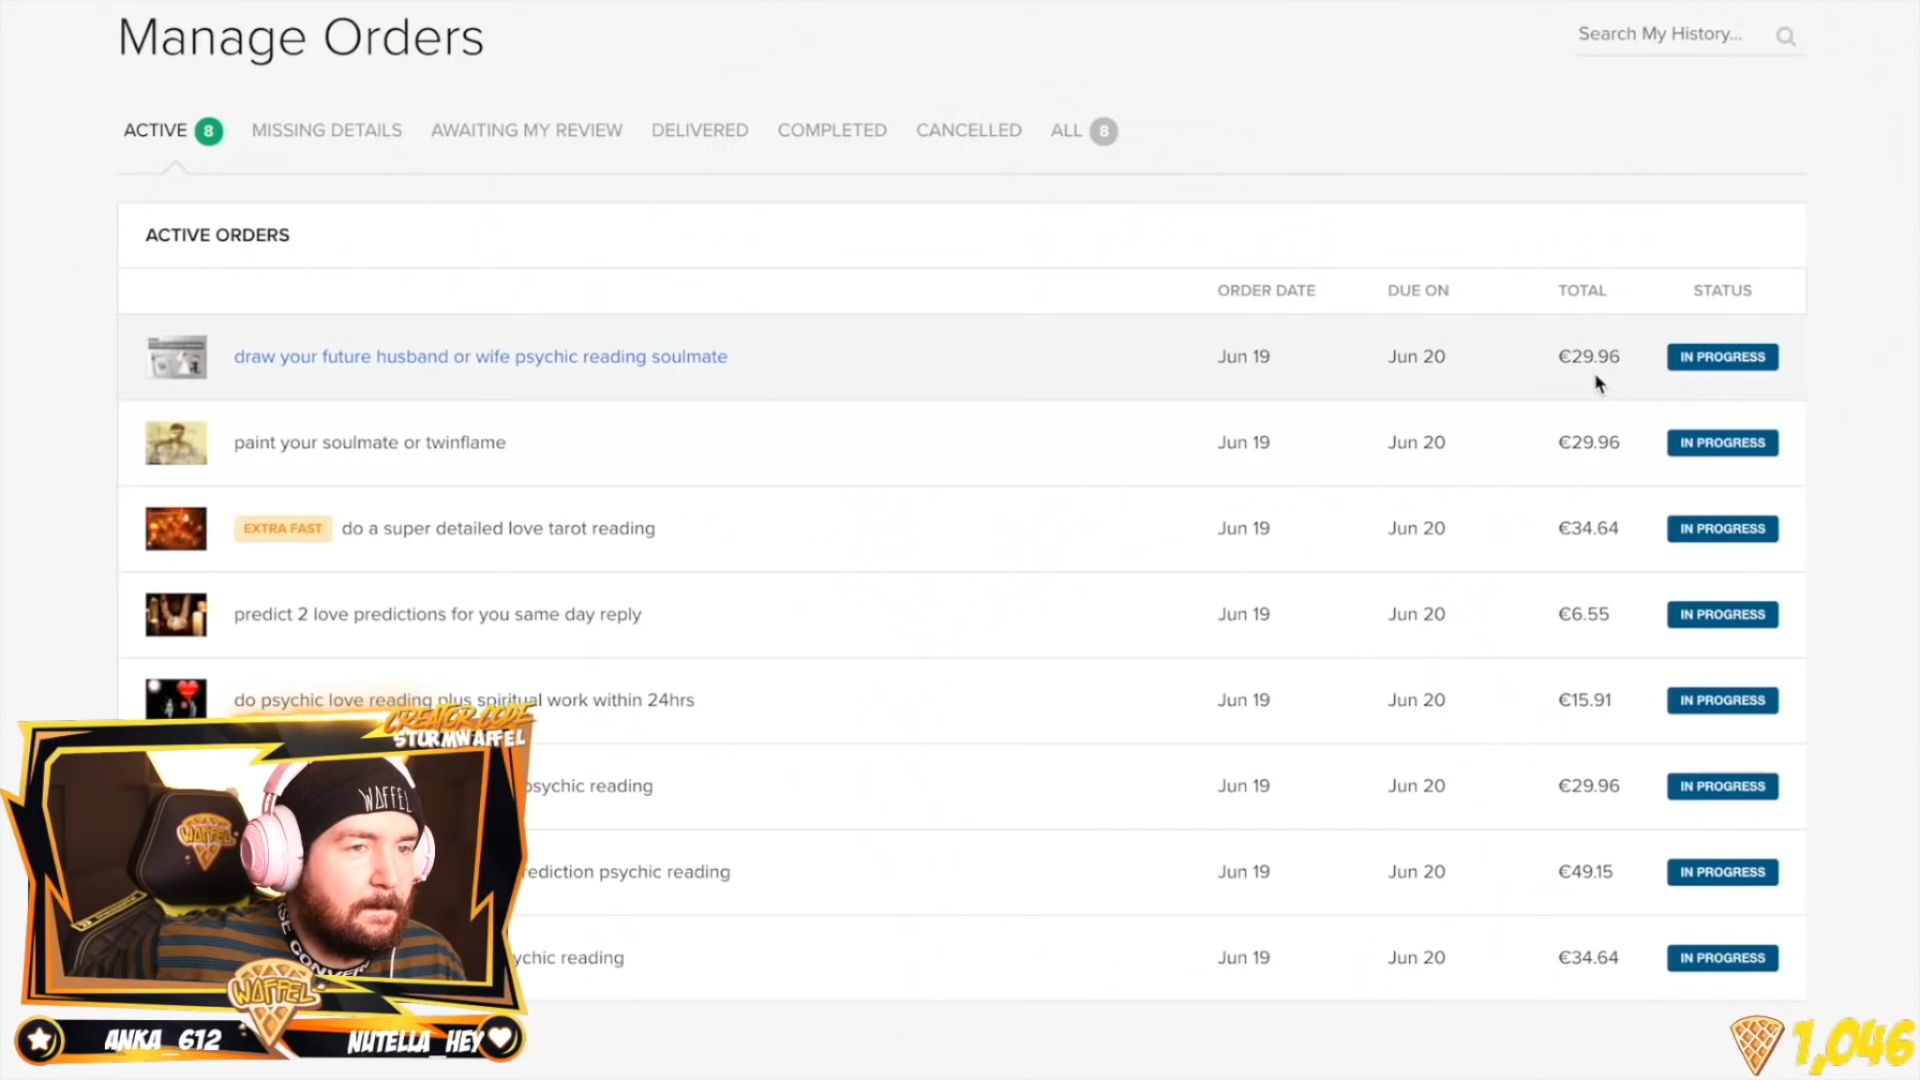 Manage Orders
Search My History...
ACTIVE 8 MISSING DETAILS AWAITING MY REVIEW DELIVERED COMPLETED CANCELLED ALL 8
ACTIVE ORDERS
ORDER DATE DUE ON TOTAL STATUS
draw your future husband or wife psychic reading soulmate Jun 19 Jun 20 €29.96 IN PROGRESS
paint your soulmate or twinflame Jun 19 Jun 20 €29.96 IN PROGRESS
EXTRA FAST do a super detailed love tarot reading Jun 19 Jun 20 €34.64 IN PROGRESS
predict 2 love predictions for you same day reply Jun 19 Jun 20 €6.55 IN PROGRESS
do psychic love reading plus spiritual work within 24hrs Jun 19 Jun 20 €15.91 IN PROGRESS
CREATOR CODE
STURMWAFFEL
psychic reading Jun 19 Jun 20 €29.96 IN PROGRESS
WAFFEL
WAFFEL
rediction psychic reading Jun 19 Jun 20 €49.15 IN PROGRESS
ychic reading Jun 19 Jun 20 €34.64 IN PROGRESS
WAFFEL
ANKA_612 NUTELLA_HEY
1,046